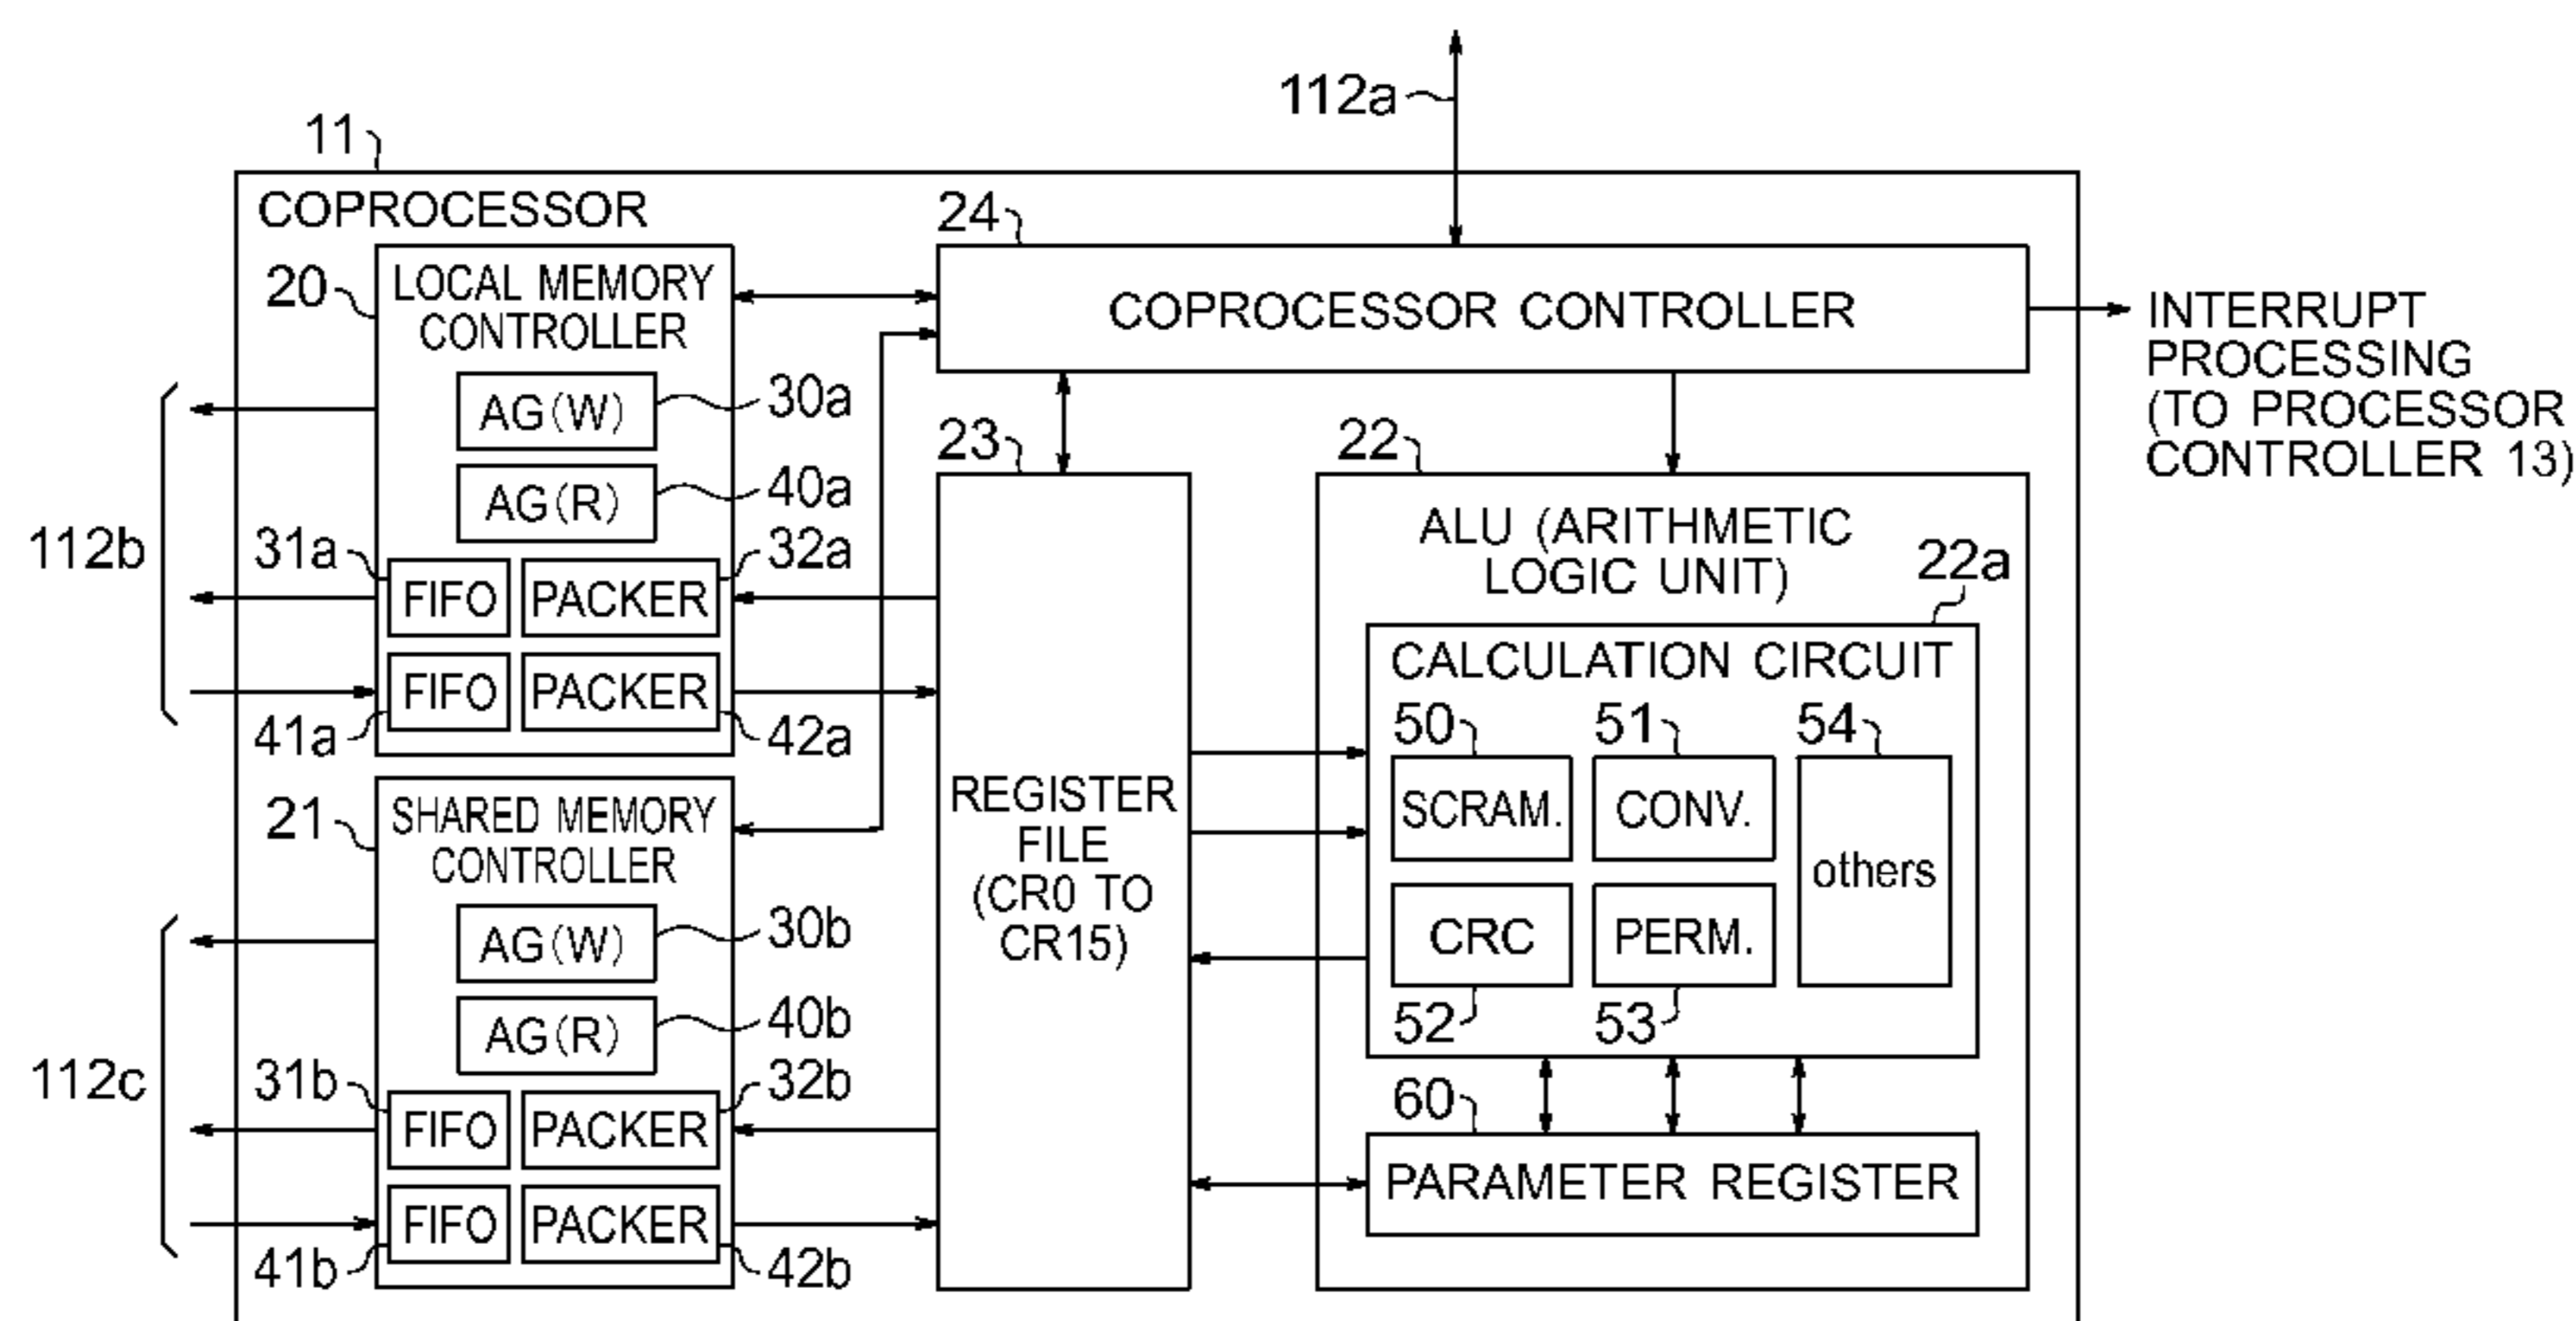 112a
11
COPROCESSOR
24
20
LOCAL MEMORY
CONTROLLER
COPROCESSOR CONTROLLER
INTERRUPT
PROCESSING
(TO PROCESSOR
CONTROLLER 13)
AG(W)
30a
AG(R)
40a
112b
31a
32a
FIFO
PACKER
FIFO
PACKER
41a
42a
23
22
ALU (ARITHMETIC
LOGIC UNIT)
22a
CALCULATION CIRCUIT
50
51
54
SCRAM.
CONV.
others
CRC
PERM.
52
53
REGISTER
FILE
(CR0 TO
CR15)
21
SHARED MEMORY
CONTROLLER
AG(W)
30b
AG(R)
40b
112c
31b
32b
FIFO
PACKER
FIFO
PACKER
41b
42b
60
PARAMETER REGISTER